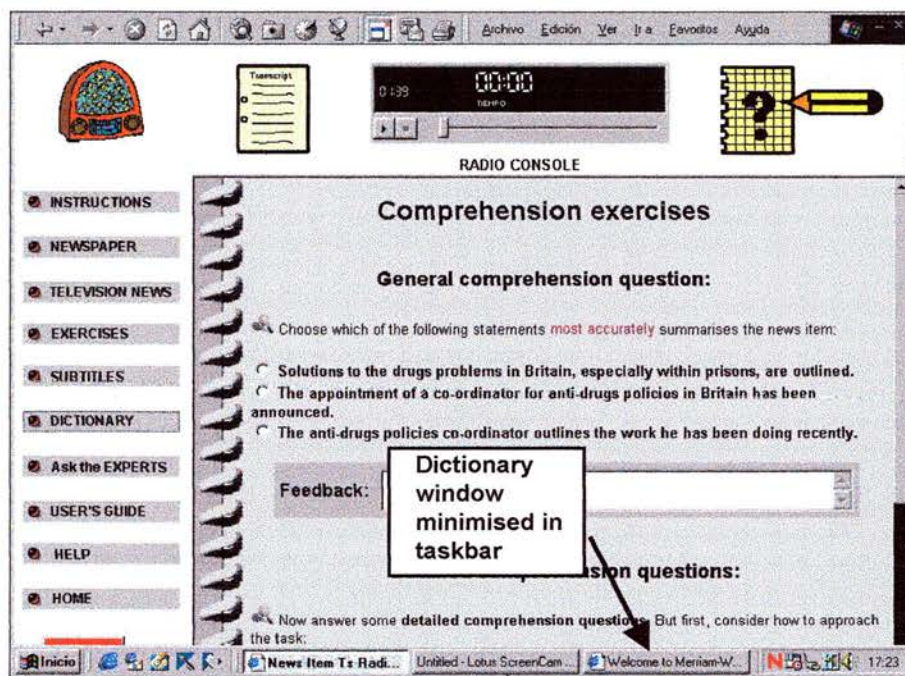 Archivo Edición Ver Ir a Favoritos Ayuda
Transcript
01:39
00:00
TIEMPO
?
RADIO CONSOLE
INSTRUCTIONS
NEWSPAPER
TELEVISION NEWS
EXERCISES
SUBTITLES
DICTIONARY
Ask the EXPERTS
USER'S GUIDE
HELP
HOME
Comprehension exercises
General comprehension question:
Choose which of the following statements most accurately summarises the news item:
Solutions to the drugs problems in Britain, especially within prisons, are outlined.
The appointment of a co-ordinator for anti-drugs policies in Britain has been
announced.
The anti-drugs policies co-ordinator outlines the work he has been doing recently.
Feedback:
Dictionary
window
minimised in
taskbar
questions:
Now answer some detailed comprehension questions. But first, consider how to approach
the task:
Inicio
News Item Ts Radi...
Untitled - Lotus ScreenCam ...
Welcome to Merriam-W...
N
17:23